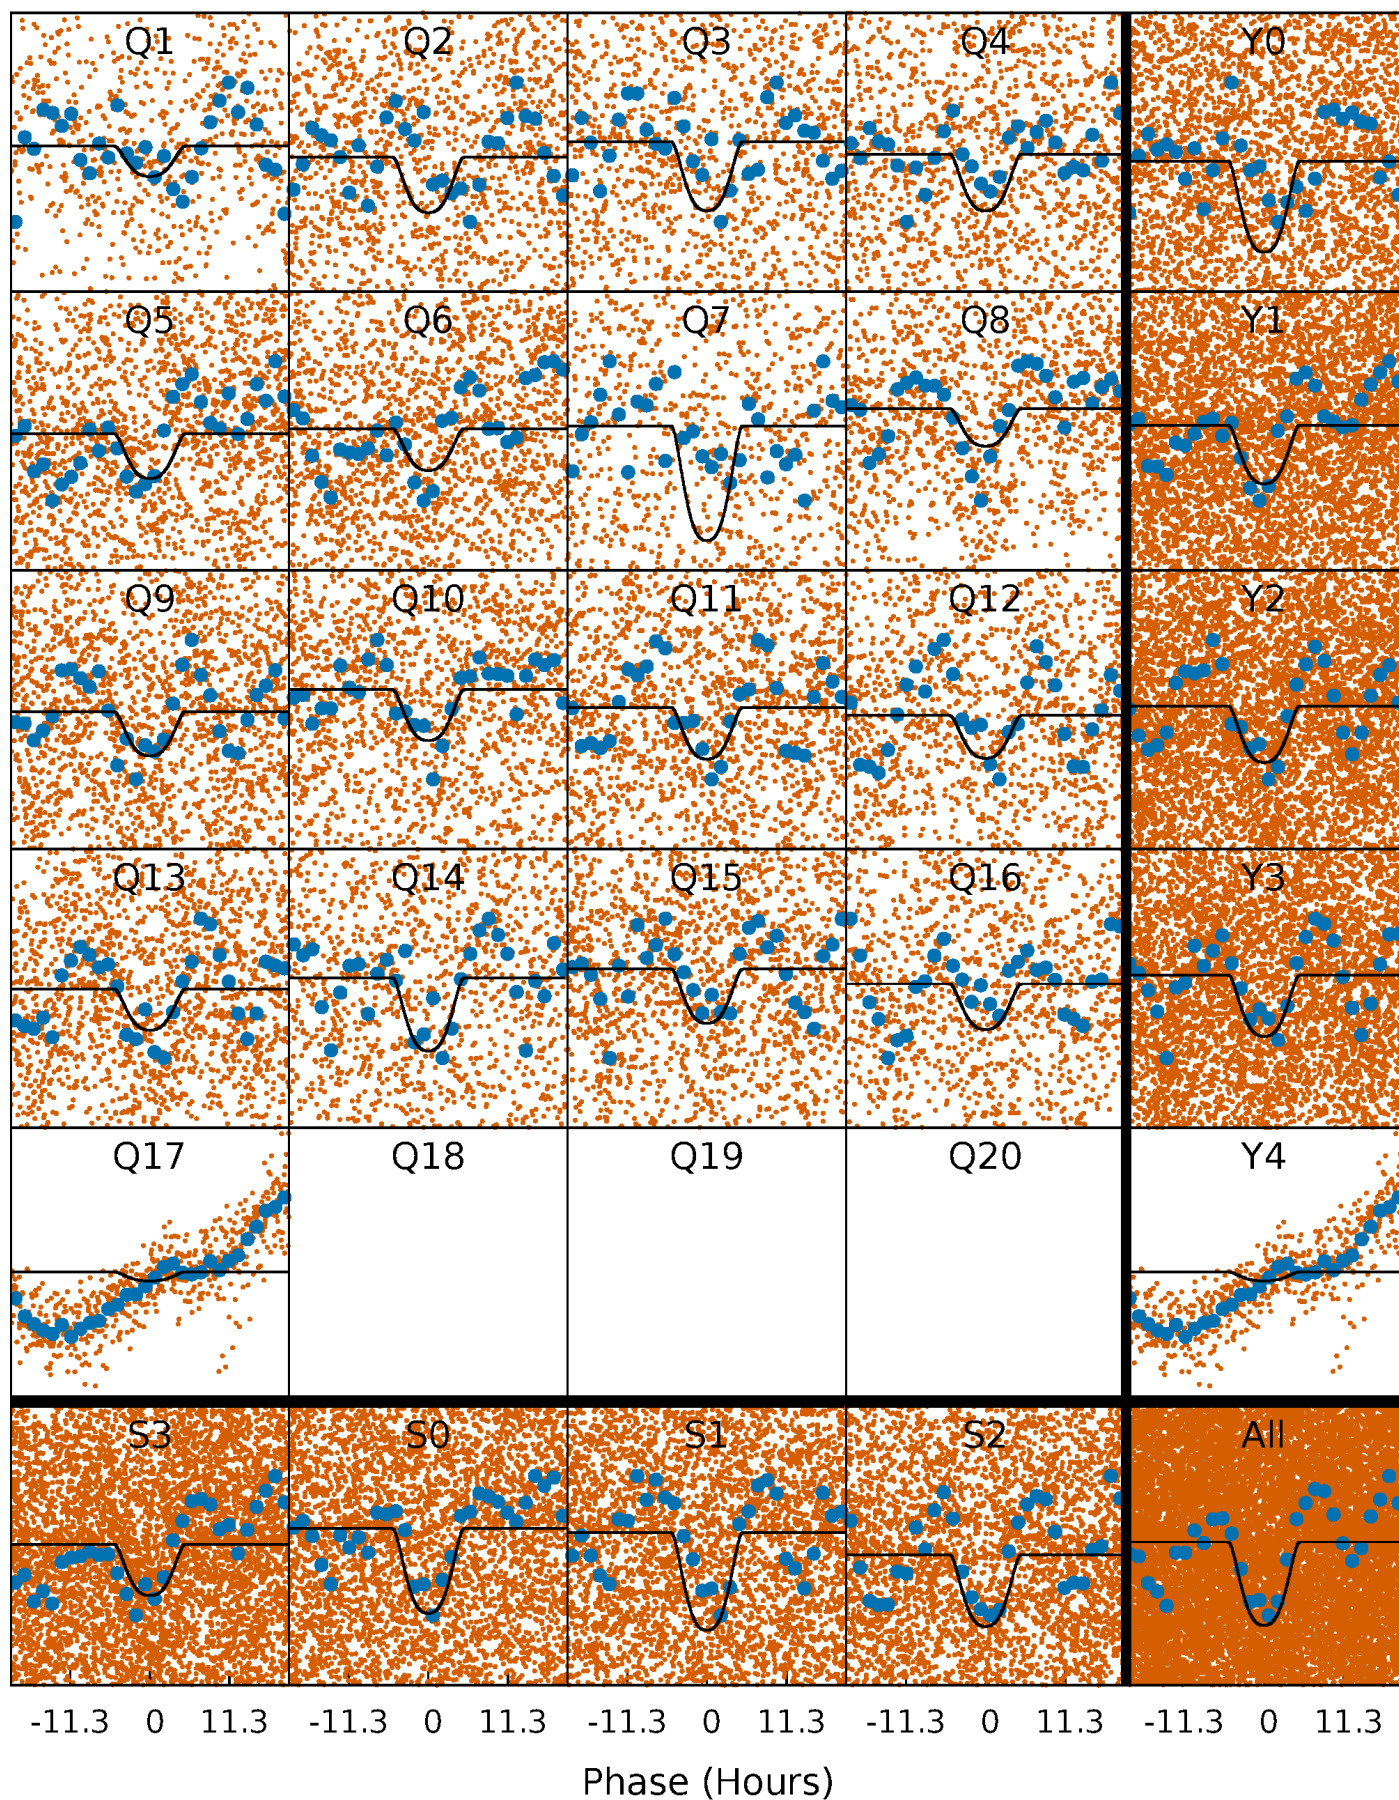 Q1 Q2 Q3 Q4 Y0
Q5 Q6 Q7 Q8 Y1
Q9 Q10 Q11 Q12 Y2
Q13 Q14 Q15 Q16 Y3
Q17 Q18 Q19 Q20 Y4
S3 S0 S1 S2 All
-11.3 0 11.3 -11.3 0 11.3 -11.3 0 11.3 -11.3 0 11.3 -11.3 0 11.3
Phase (Hours)